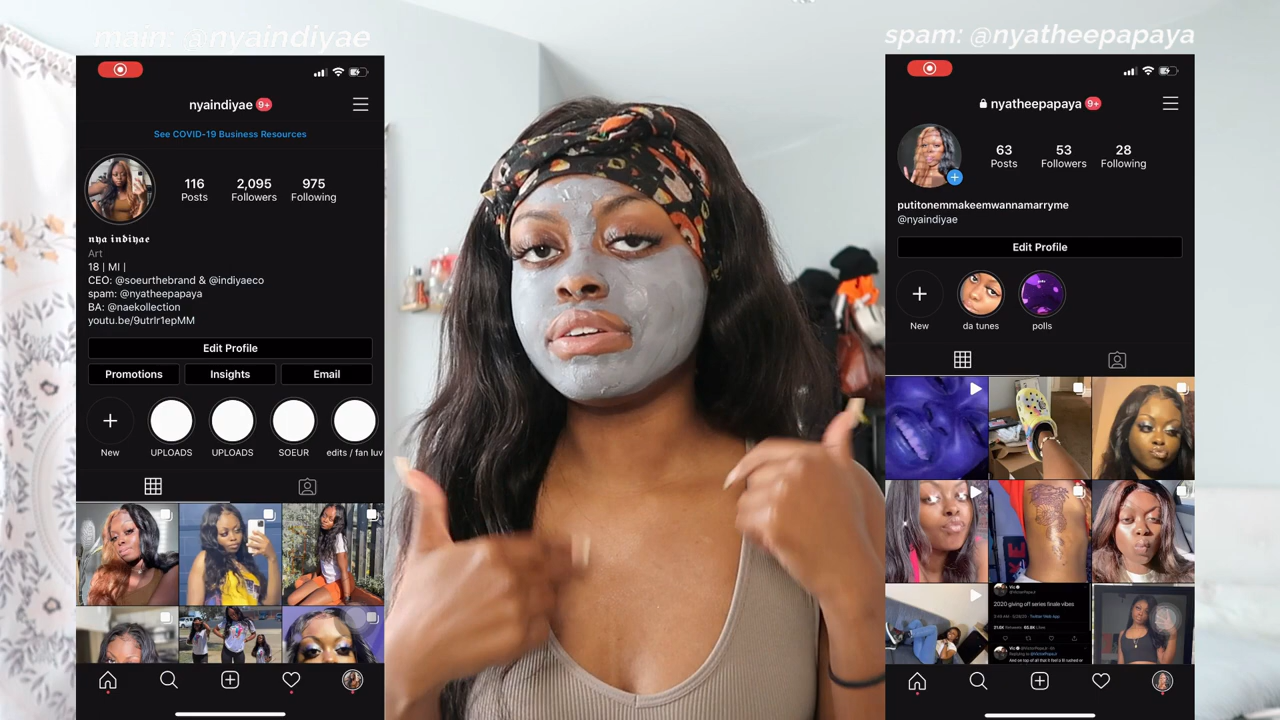 main: @nyaindiyae
nyaindiyae 9+
See COVID-19 Business Resources
116 2,095 975
Posts Followers Following
𝖓𝖞𝖆 𝖎𝖓𝖉𝖎𝖞𝖆𝖊
Art
18 | MI |
CEO: @soeurthebrand & @indiyaeco
spam: @nyatheepapaya
BA: @naekollection
youtu.be/9utrIr1epMM
Edit Profile
Promotions Insights Email
New UPLOADS UPLOADS SOEUR edits / fan luv
spam: @nyatheepapaya
nyatheepapaya 9+
63 53 28
Posts Followers Following
putitonemmakeemwannamarryme
@nyaindiyae
Edit Profile
New da tunes polls
2020 giving off series finale vibes